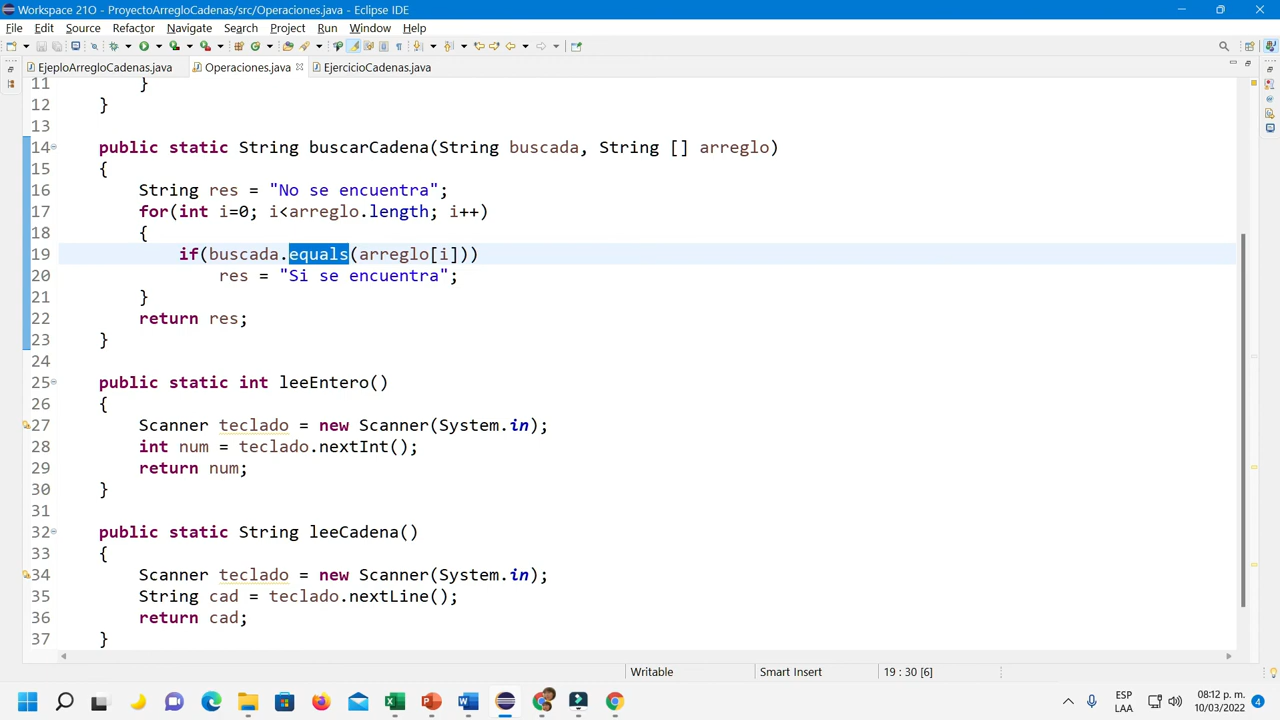 Workspace 21O - ProyectoArregloCadenas/src/Operaciones.java - Eclipse IDE
File Edit Source Refactor Navigate Search Project Run Window Help
EjeploArregloCadenas.java Operaciones.java EjercicioCadenas.java
11 }
12 }
13
14 public static String buscarCadena(String buscada, String [] arreglo)
15 {
16 String res = "No se encuentra";
17 for(int i=0; i<arreglo.length; i++)
18 {
19 if(buscada.equals(arreglo[i]))
20 res = "Si se encuentra";
21 }
22 return res;
23 }
24
25 public static int leeEntero()
26 {
27 Scanner teclado = new Scanner(System.in);
28 int num = teclado.nextInt();
29 return num;
30 }
31
32 public static String leeCadena()
33 {
34 Scanner teclado = new Scanner(System.in);
35 String cad = teclado.nextLine();
36 return cad;
37 }
Writable Smart Insert 19 : 30 [6]
ESP
LAA
08:12 p. m.
10/03/2022
4